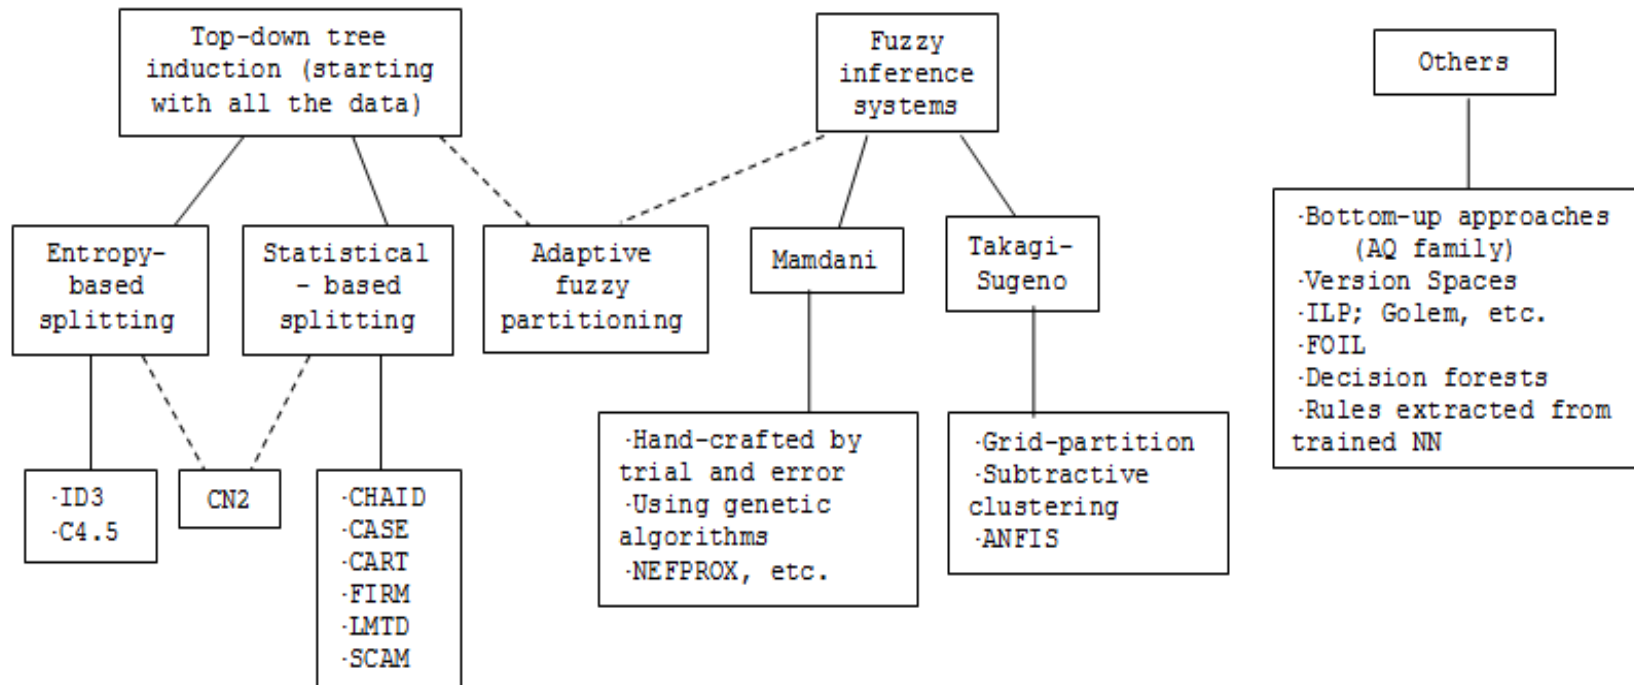 Top-down tree
induction (starting
with all the data)
Fuzzy
inference
systems
Others
Entropy-
based
splitting
Statistical
- based
splitting
Adaptive
fuzzy
partitioning
Mamdani
Takagi-
Sugeno
·Bottom-up approaches
(AQ family)
·Version Spaces
·ILP; Golem, etc.
·FOIL
·Decision forests
·Rules extracted from
trained NN
·ID3
·C4.5
CN2
·CHAID
·CASE
·CART
·FIRM
·LMTD
·SCAM
·Hand-crafted by
trial and error
·Using genetic
algorithms
·NEFPROX, etc.
·Grid-partition
·Subtractive
clustering
·ANFIS